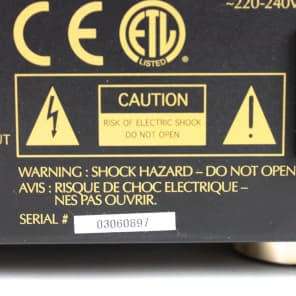 ~220-240V
CE ETL
LISTED
CAUTION
RISK OF ELECTRIC SHOCK
DO NOT OPEN
UT
WARNING : SHOCK HAZARD – DO NOT OPEN
AVIS : RISQUE DE CHOC ELECTRIQUE –
NES PAS OUVRIR.
SERIAL # 03060897